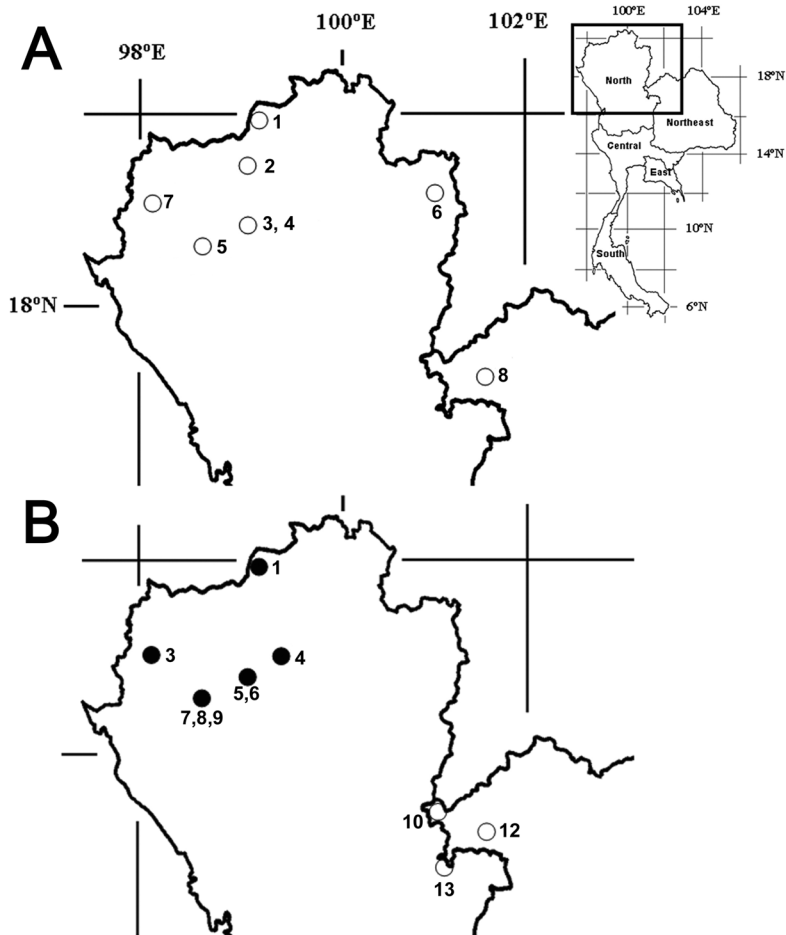 A
98ºE
100ºE
102ºE
1
2
7
3, 4
5
6
18ºN
8
100ºE
104ºE
18ºN
North
Northeast
Central
14ºN
East
10ºN
South
6ºN
B
1
3
4
5,6
7,8,9
10
12
13